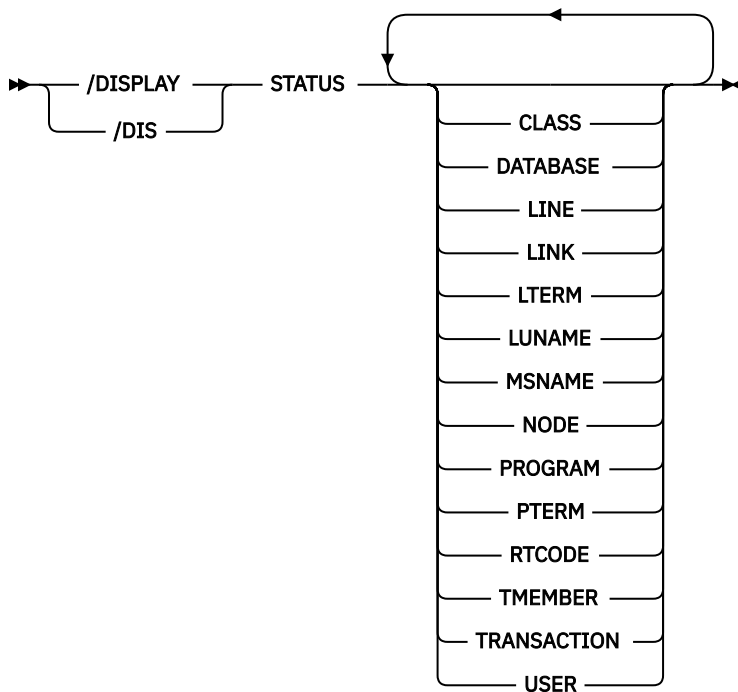 /DISPLAY STATUS
/DIS
CLASS
DATABASE
LINE
LINK
LTERM
LUNAME
MSNAME
NODE
PROGRAM
PTERM
RTCODE
TMEMBER
TRANSACTION
USER